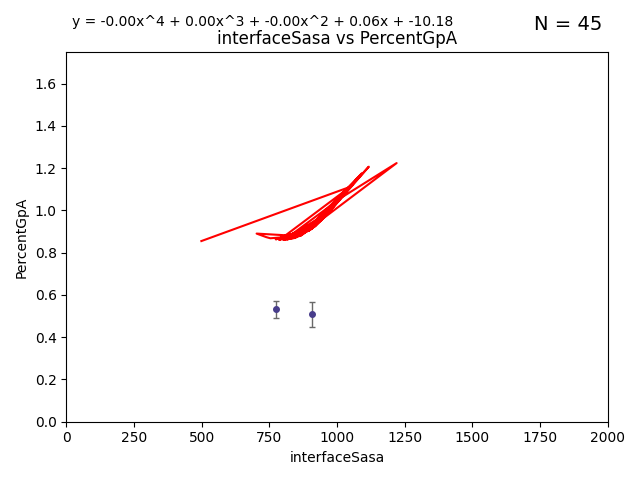 y = -0.00x^4 + 0.00x^3 + -0.00x^2 + 0.06x + -10.18
N = 45
interfaceSasa vs PercentGpA
1.6
1.4
1.2
1.0
0.8
0.6
0.4
0.2
0.0
PercentGpA
0 250 500 750 1000 1250 1500 1750 2000
interfaceSasa